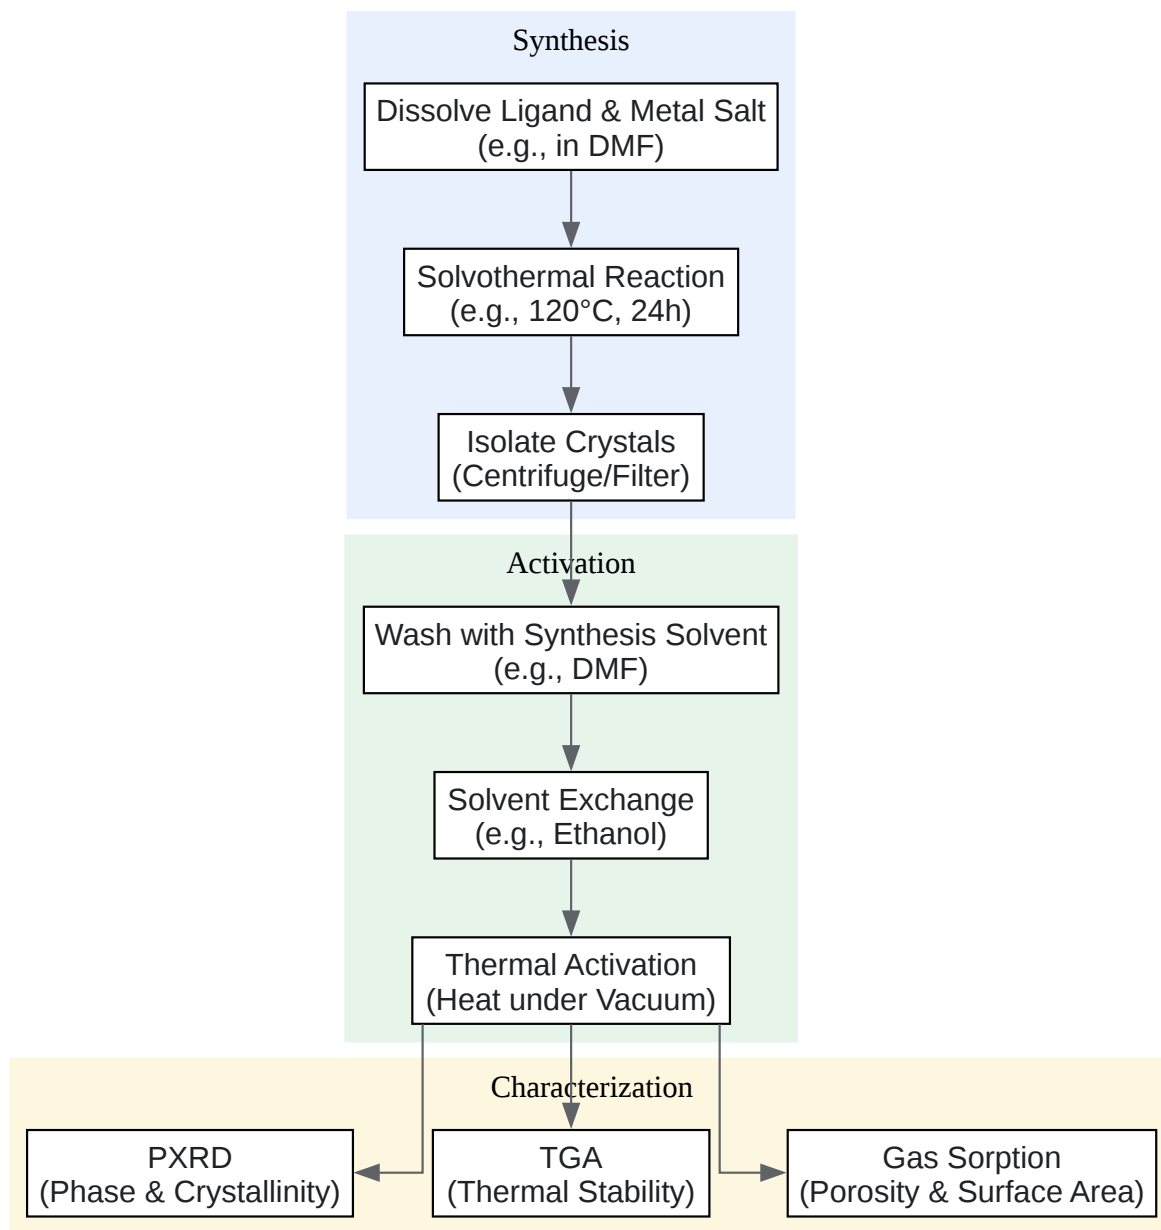 Synthesis
Dissolve Ligand & Metal Salt
(e.g., in DMF)
Solvothermal Reaction
(e.g., 120°C, 24h)
Isolate Crystals
(Centrifuge/Filter)
Activation
Wash with Synthesis Solvent
(e.g., DMF)
Solvent Exchange
(e.g., Ethanol)
Thermal Activation
(Heat under Vacuum)
Characterization
PXRD
(Phase & Crystallinity)
TGA
(Thermal Stability)
Gas Sorption
(Porosity & Surface Area)